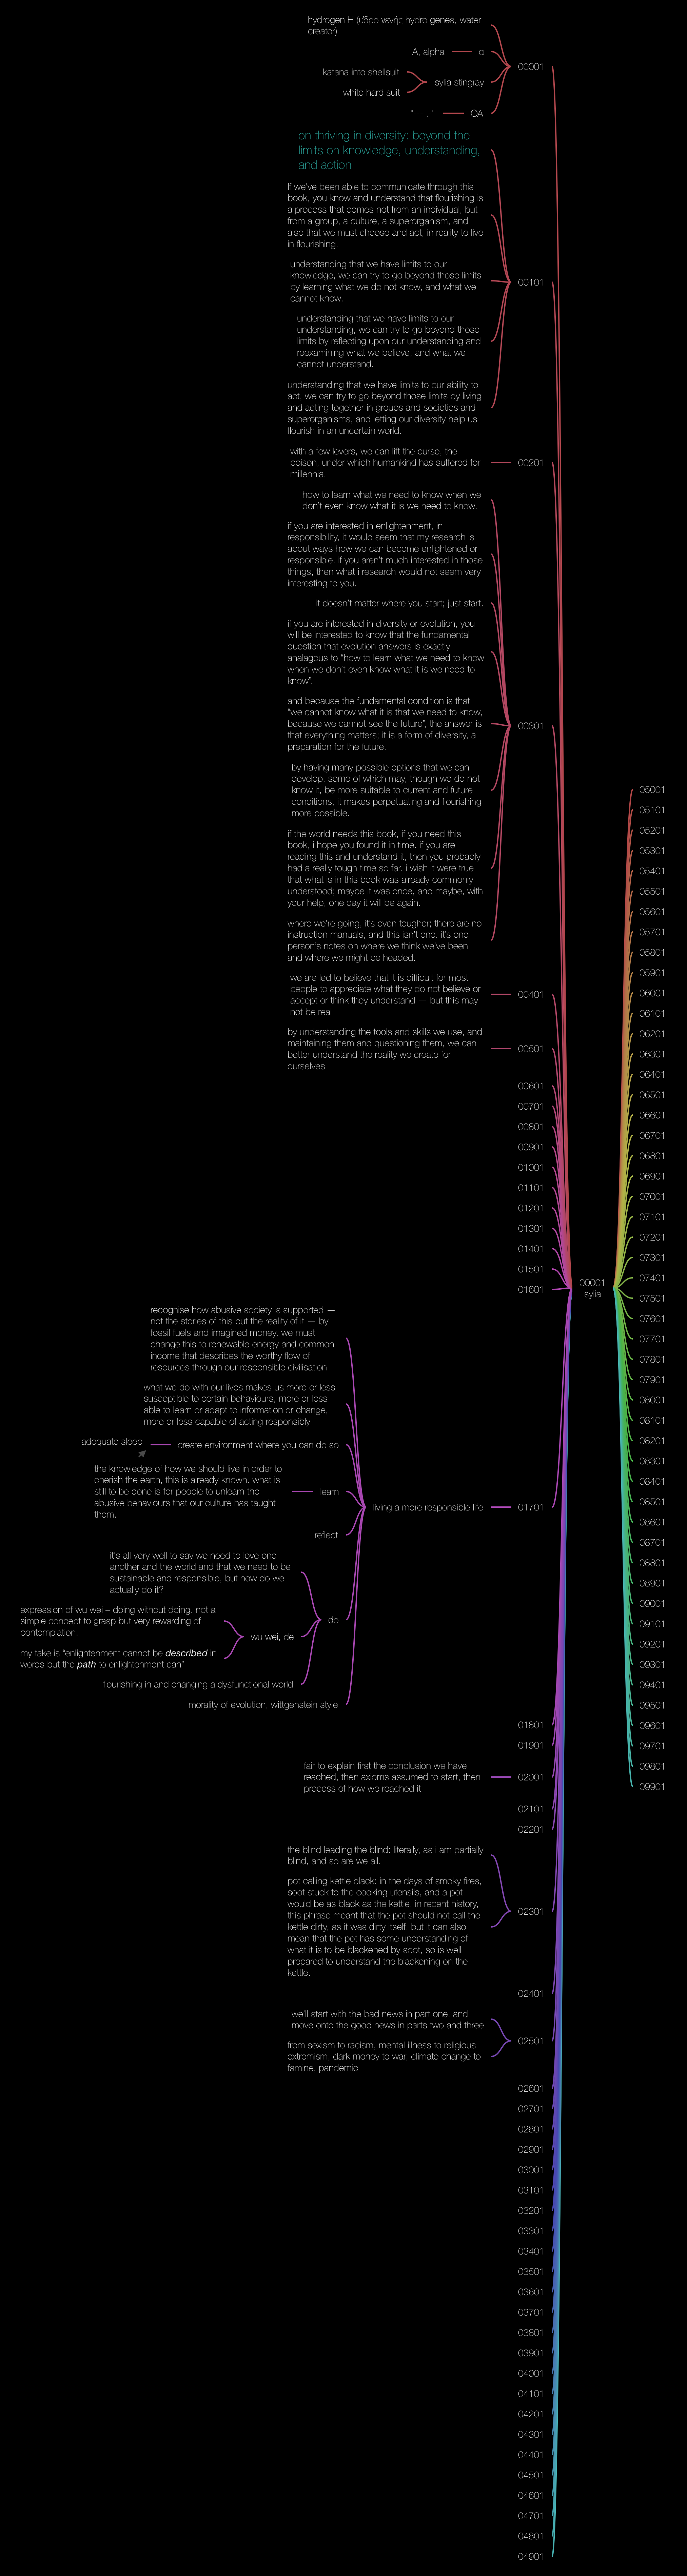 hydrogen H (υδρο γενής hydro genes, water
creator)
A, alpha
α
00001
katana into shellsuit
sylia stingray
white hard suit
"--- .-"
OA
on thriving in diversity: beyond the
limits on knowledge, understanding,
and action
If we've been able to communicate through this
book, you know and understand that flourishing is
a process that comes not from an individual, but
from a group, a culture, a superorganism, and
also that we must choose and act, in reality to live
in flourishing.
understanding that we have limits to our
knowledge, we can try to go beyond those limits
by learning what we do not know, and what we
cannot know.
00101
understanding that we have limits to our
understanding, we can try to go beyond those
limits by reflecting upon our understanding and
reexamining what we believe, and what we
cannot understand.
understanding that we have limits to our ability to
act, we can try to go beyond those limits by living
and acting together in groups and societies and
superorganisms, and letting our diversity help us
flourish in an uncertain world.
with a few levers, we can lift the curse, the
poison, under which humankind has suffered for
millennia.
00201
how to learn what we need to know when we
don't even know what it is we need to know.
if you are interested in enlightenment, in
responsibility, it would seem that my research is
about ways how we can become enlightened or
responsible. if you aren't much interested in those
things, then what i research would not seem very
interesting to you.
it doesn't matter where you start; just start.
if you are interested in diversity or evolution, you
will be interested to know that the fundamental
question that evolution answers is exactly
analagous to "how to learn what we need to know
when we don't even know what it is we need to
know".
and because the fundamental condition is that
"we cannot know what it is that we need to know,
because we cannot see the future", the answer is
that everything matters; it is a form of diversity, a
preparation for the future.
00301
by having many possible options that we can
develop, some of which may, though we do not
know it, be more suitable to current and future
conditions, it makes perpetuating and flourishing
more possible.
if the world needs this book, if you need this
book, i hope you found it in time. if you are
reading this and understand it, then you probably
had a really tough time so far. i wish it were true
that what is in this book was already commonly
understood; maybe it was once, and maybe, with
your help, one day it will be again.
where we're going, it's even tougher; there are no
instruction manuals, and this isn't one. it's one
person's notes on where we think we've been
and where we might be headed.
we are led to believe that it is difficult for most
people to appreciate what they do not believe or
accept or think they understand — but this may
not be real
00401
by understanding the tools and skills we use, and
maintaining them and questioning them, we can
better understand the reality we create for
ourselves
00501
00601
00701
00801
00901
01001
01101
01201
01301
01401
01501
01601
00001
sylia
recognise how abusive society is supported —
not the stories of this but the reality of it — by
fossil fuels and imagined money. we must
change this to renewable energy and common
income that describes the worthy flow of
resources through our responsible civilisation
what we do with our lives makes us more or less
susceptible to certain behaviours, more or less
able to learn or adapt to information or change,
more or less capable of acting responsibly
adequate sleep
create environment where you can do so
the knowledge of how we should live in order to
cherish the earth, this is already known. what is
still to be done is for people to unlearn the
abusive behaviours that our culture has taught
them.
learn
living a more responsible life
01701
reflect
it's all very well to say we need to love one
another and the world and that we need to be
sustainable and responsible, but how do we
actually do it?
do
expression of wu wei – doing without doing. not a
simple concept to grasp but very rewarding of
contemplation.
wu wei, de
my take is "enlightenment cannot be described in
words but the path to enlightenment can"
flourishing in and changing a dysfunctional world
morality of evolution, wittgenstein style
01801
01901
fair to explain first the conclusion we have
reached, then axioms assumed to start, then
process of how we reached it
02001
02101
02201
the blind leading the blind: literally, as i am partially
blind, and so are we all.
pot calling kettle black: in the days of smoky fires,
soot stuck to the cooking utensils, and a pot
would be as black as the kettle. in recent history,
this phrase meant that the pot should not call the
kettle dirty, as it was dirty itself. but it can also
mean that the pot has some understanding of
what it is to be blackened by soot, so is well
prepared to understand the blackening on the
kettle.
02301
02401
we'll start with the bad news in part one, and
move onto the good news in parts two and three
02501
from sexism to racism, mental illness to religious
extremism, dark money to war, climate change to
famine, pandemic
02601
02701
02801
02901
03001
03101
03201
03301
03401
03501
03601
03701
03801
03901
04001
04101
04201
04301
04401
04501
04601
04701
04801
04901
05001
05101
05201
05301
05401
05501
05601
05701
05801
05901
06001
06101
06201
06301
06401
06501
06601
06701
06801
06901
07001
07101
07201
07301
07401
07501
07601
07701
07801
07901
08001
08101
08201
08301
08401
08501
08601
08701
08801
08901
09001
09101
09201
09301
09401
09501
09601
09701
09801
09901